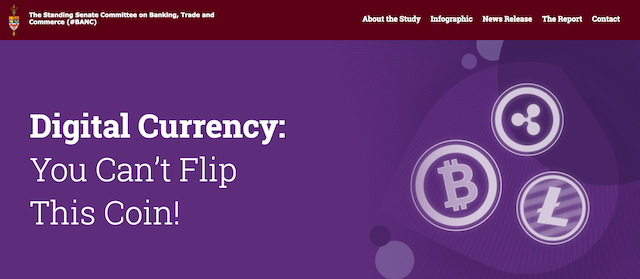 The Standing Senate Committee on Banking, Trade and
Commerce (#BANC)
About the Study Infographic News Release The Report Contact
Digital Currency:
You Can't Flip
This Coin!